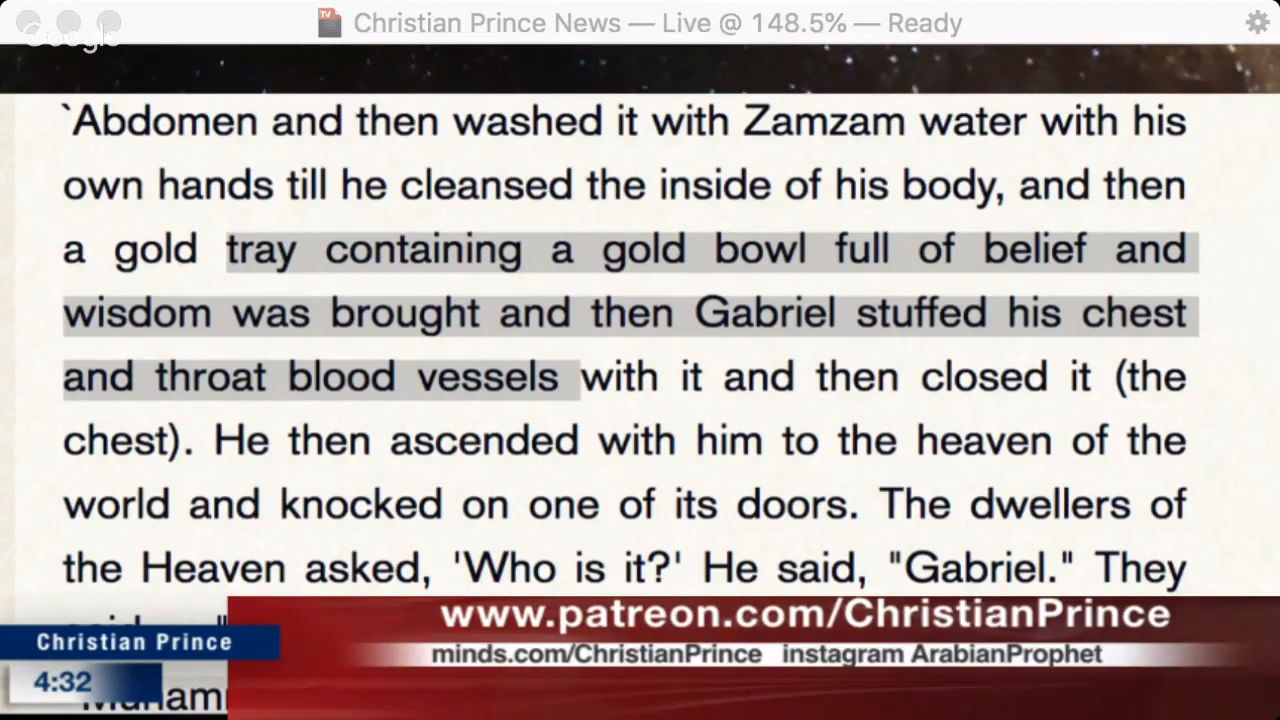 Christian Prince News — Live @ 148.5% — Ready
Google
`Abdomen and then washed it with Zamzam water with his
own hands till he cleansed the inside of his body, and then
a gold tray containing a gold bowl full of belief and
wisdom was brought and then Gabriel stuffed his chest
and throat blood vessels with it and then closed it (the
chest). He then ascended with him to the heaven of the
world and knocked on one of its doors. The dwellers of
the Heaven asked, 'Who is it?' He said, "Gabriel." They
www.patreon.com/ChristianPrince
Christian Prince
minds.com/ChristianPrince instagram ArabianProphet
4:32